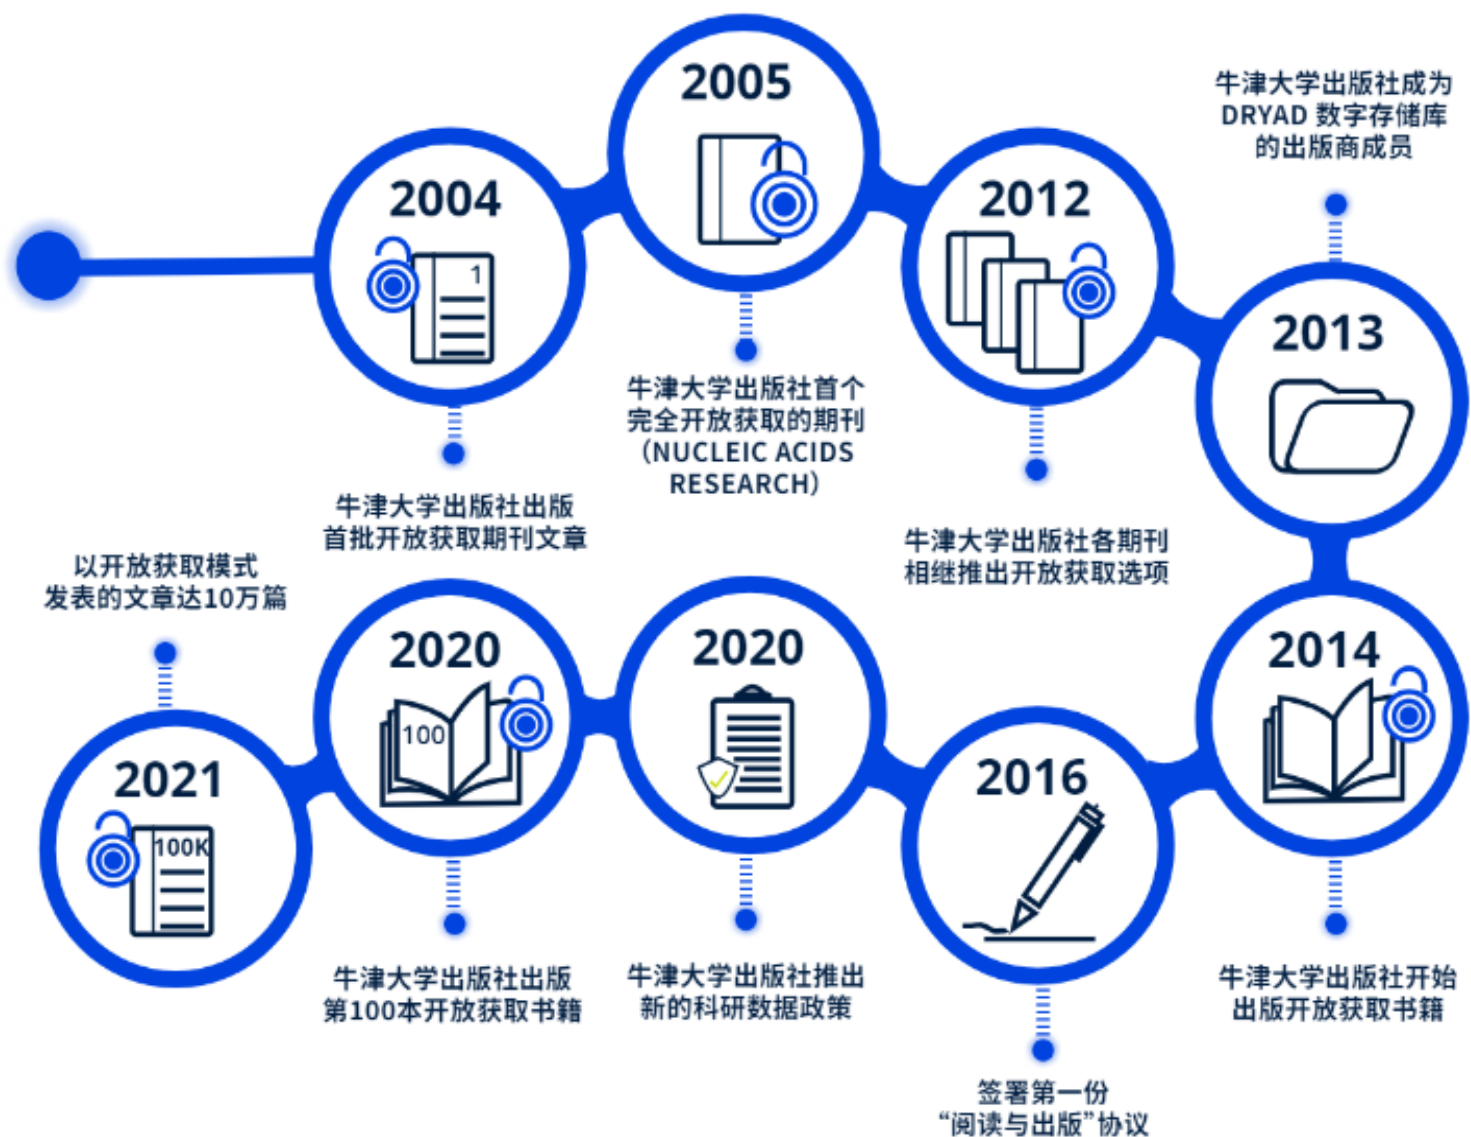 2004
1
牛津大学出版社出版
首批开放获取期刊文章
2005
牛津大学出版社首个
完全开放获取的期刊
（NUCLEIC ACIDS
RESEARCH）
2012
牛津大学出版社各期刊
相继推出开放获取选项
牛津大学出版社成为
DRYAD 数字存储库
的出版商成员
2013
2014
牛津大学出版社开始
出版开放获取书籍
2016
签署第一份
“阅读与出版”协议
2020
牛津大学出版社推出
新的科研数据政策
2020
100
牛津大学出版社出版
第100本开放获取书籍
以开放获取模式
发表的文章达10万篇
2021
100K